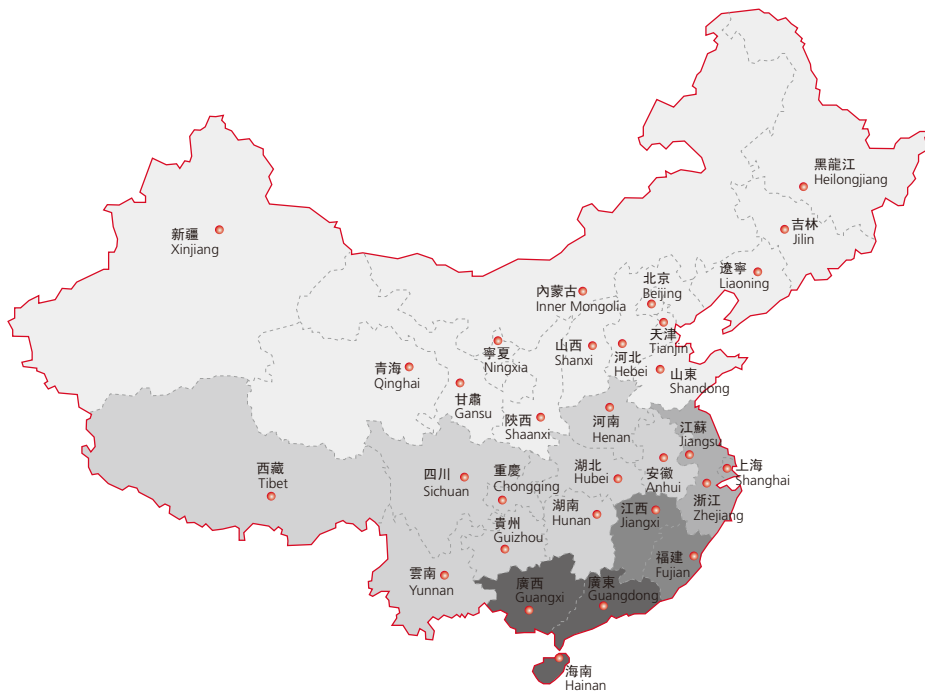 黑龍江
Heilongjiang
吉林
Jilin
新疆
Xinjiang
遼寧
Liaoning
北京
Beijing
內蒙古
Inner Mongolia
天津
Tianjin
寧夏
Ningxia
山西
Shanxi
河北
Hebei
山東
Shandong
青海
Qinghai
甘肅
Gansu
陝西
Shaanxi
河南
Henan
江蘇
Jiangsu
西藏
Tibet
四川
Sichuan
重慶
Chongqing
湖北
Hubei
安徽
Anhui
上海
Shanghai
浙江
Zhejiang
湖南
Hunan
江西
Jiangxi
貴州
Guizhou
福建
Fujian
雲南
Yunnan
廣西
Guangxi
廣東
Guangdong
海南
Hainan